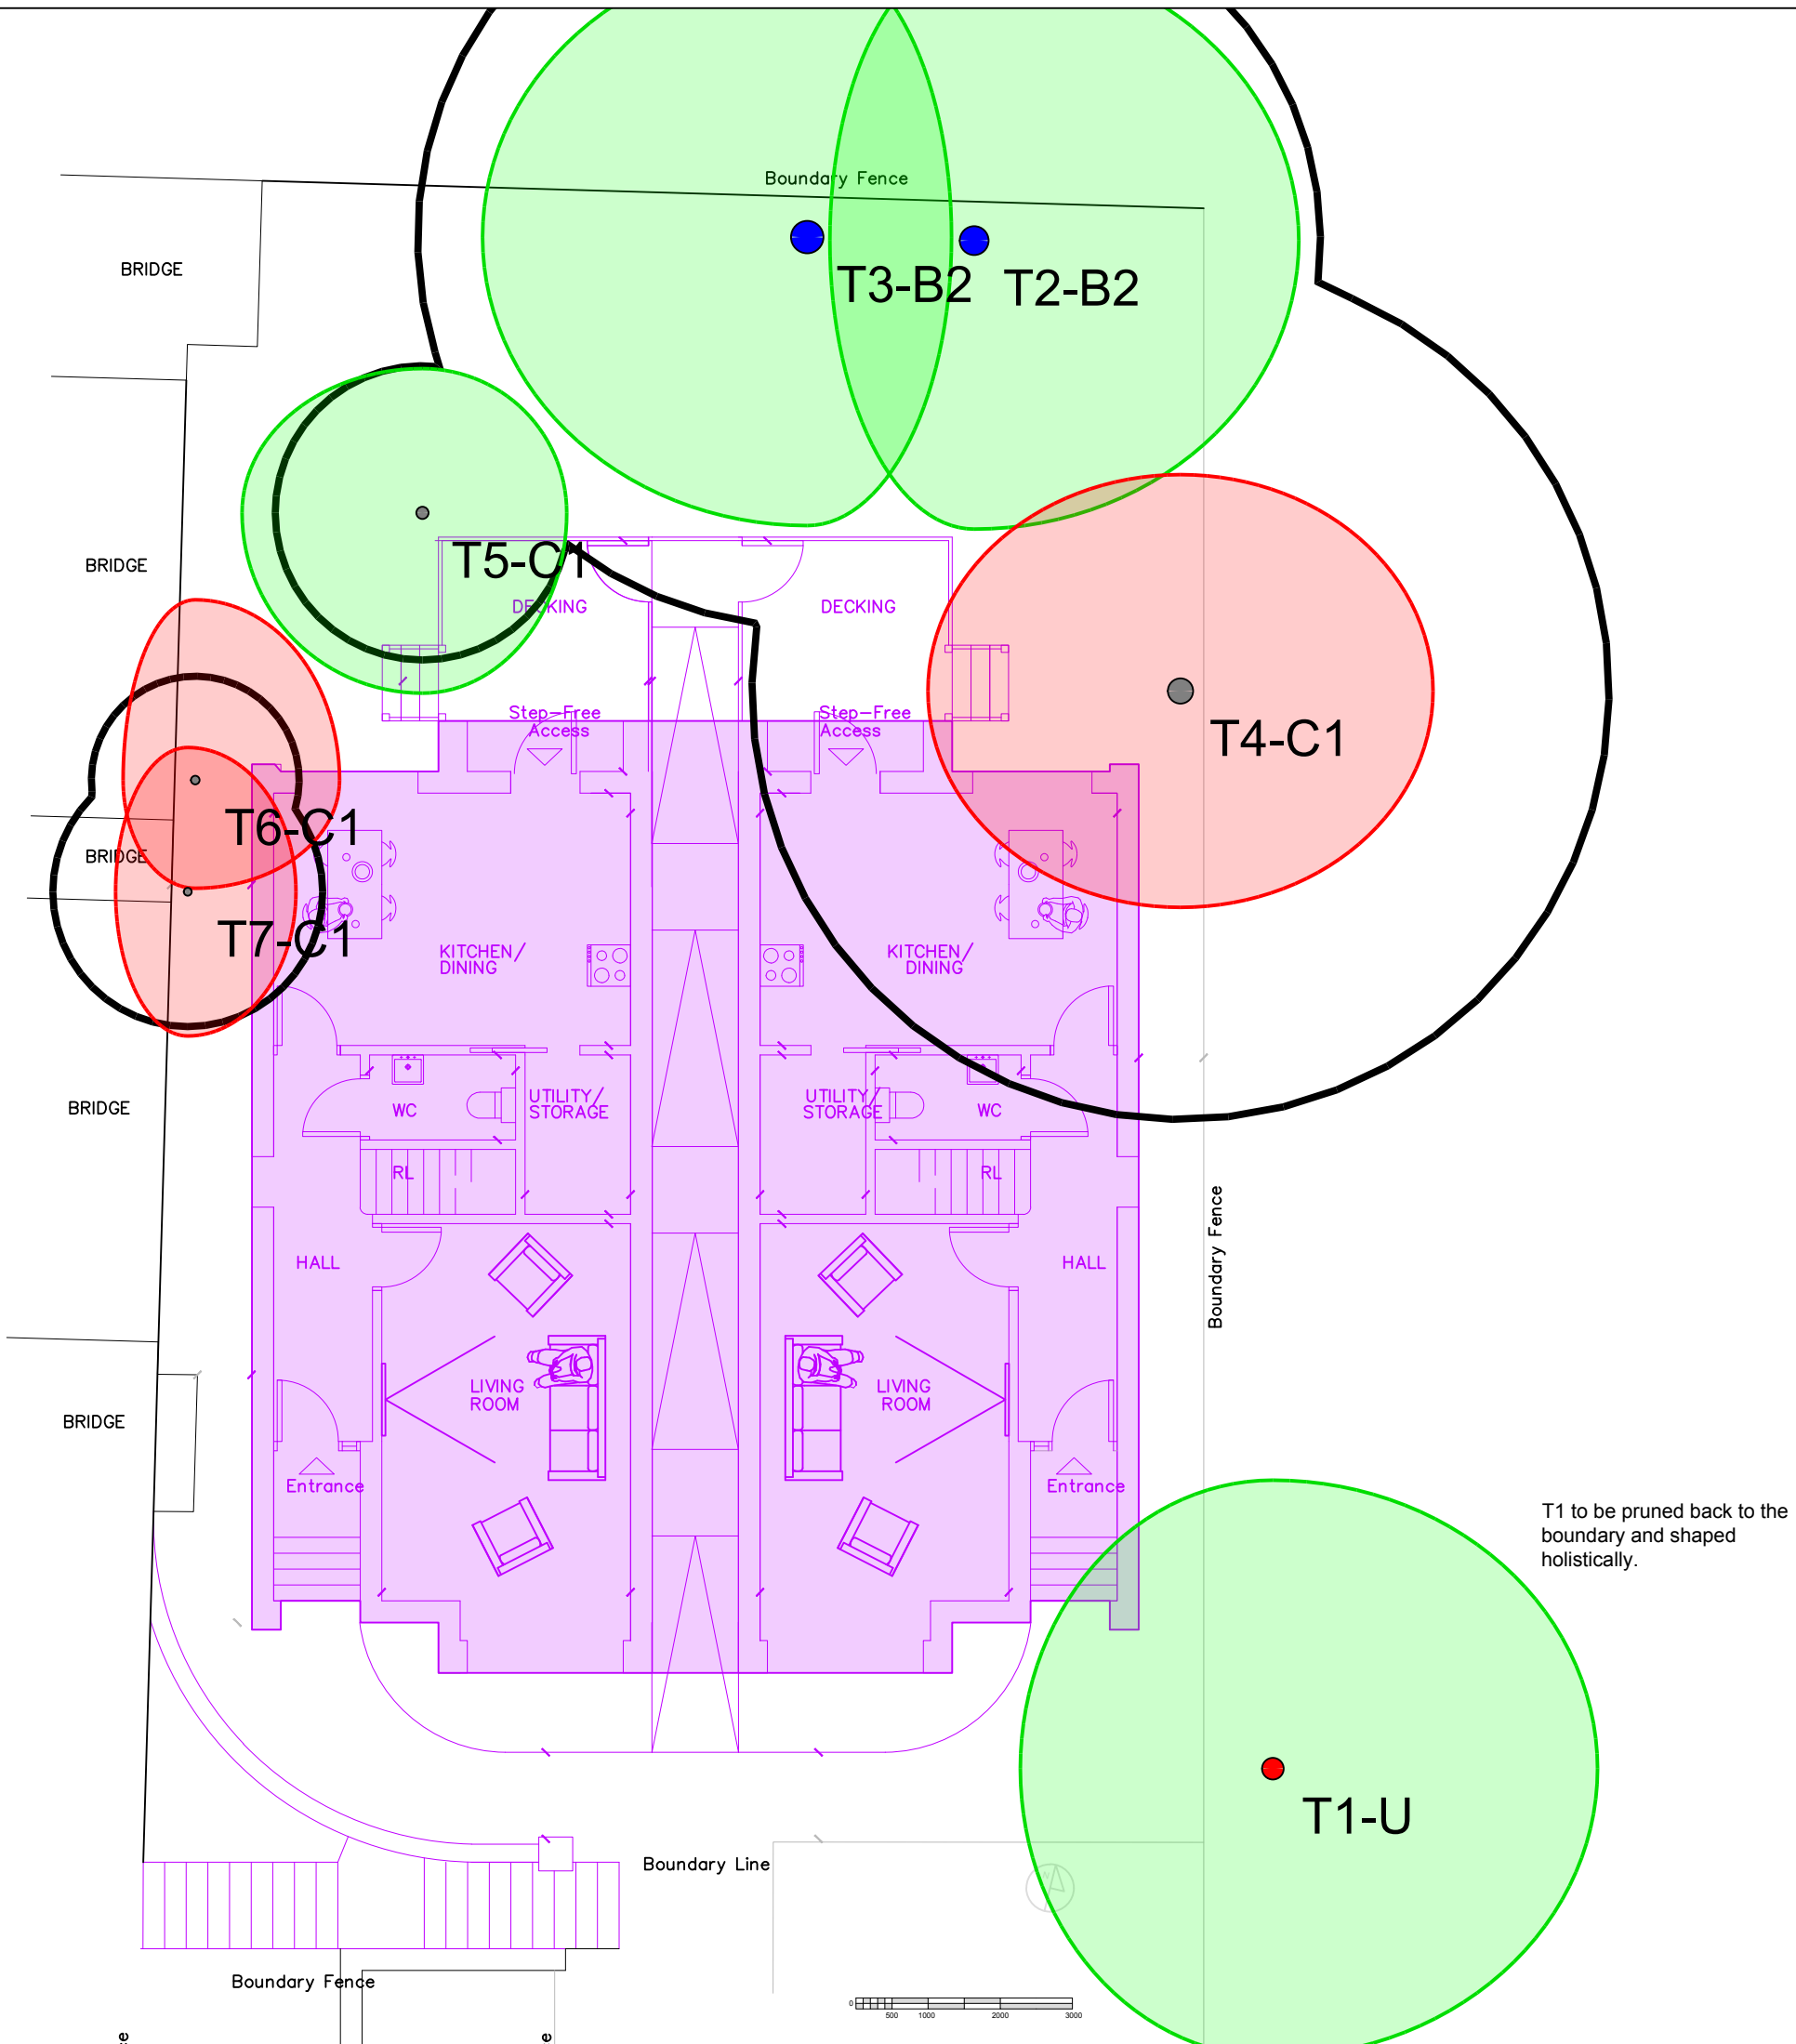 Boundary Fence
BRIDGE
T3-B2
T2-B2
BRIDGE
T5-C1
DECKING
DECKING
Step-Free
Access
Step-Free
Access
T4-C1
T6-C1
BRIDGE
T7-C1
KITCHEN/
DINING
KITCHEN/
DINING
BRIDGE
WC
UTILITY/
STORAGE
UTILITY/
STORAGE
WC
RL
RL
Boundary Fence
HALL
HALL
LIVING
ROOM
LIVING
ROOM
BRIDGE
Entrance
Entrance
T1 to be pruned back to the
boundary and shaped
holistically.
T1-U
Boundary Line
N
Boundary Fence
0
500
1000
2000
3000